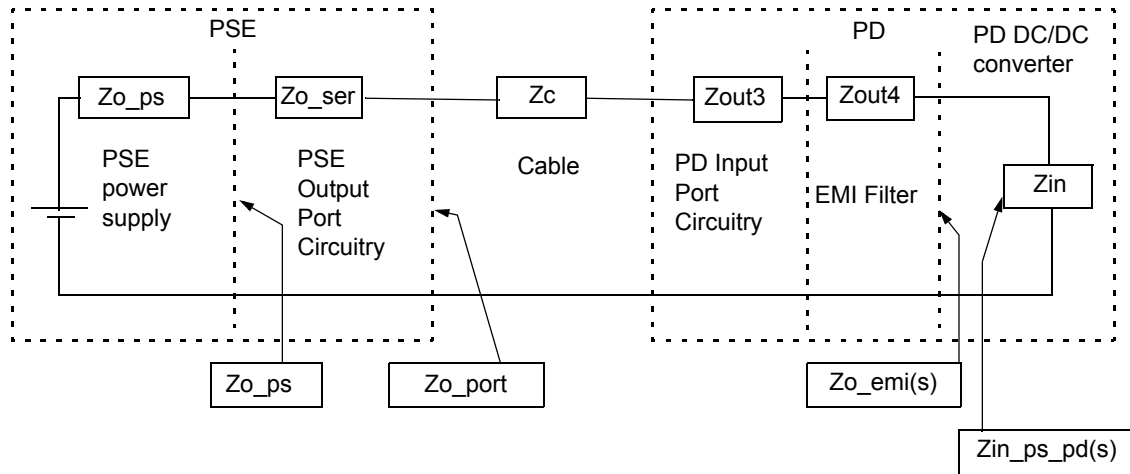 PSE
PD
PD DC/DC
converter
Zo_ps
Zo_ser
Zc
Zout3
Zout4
Zin
PSE
power
supply
PSE
Output
Port
Circuitry
Cable
PD Input
Port
Circuitry
EMI Filter
Zo_ps
Zo_port
Zo_emi(s)
Zin_ps_pd(s)